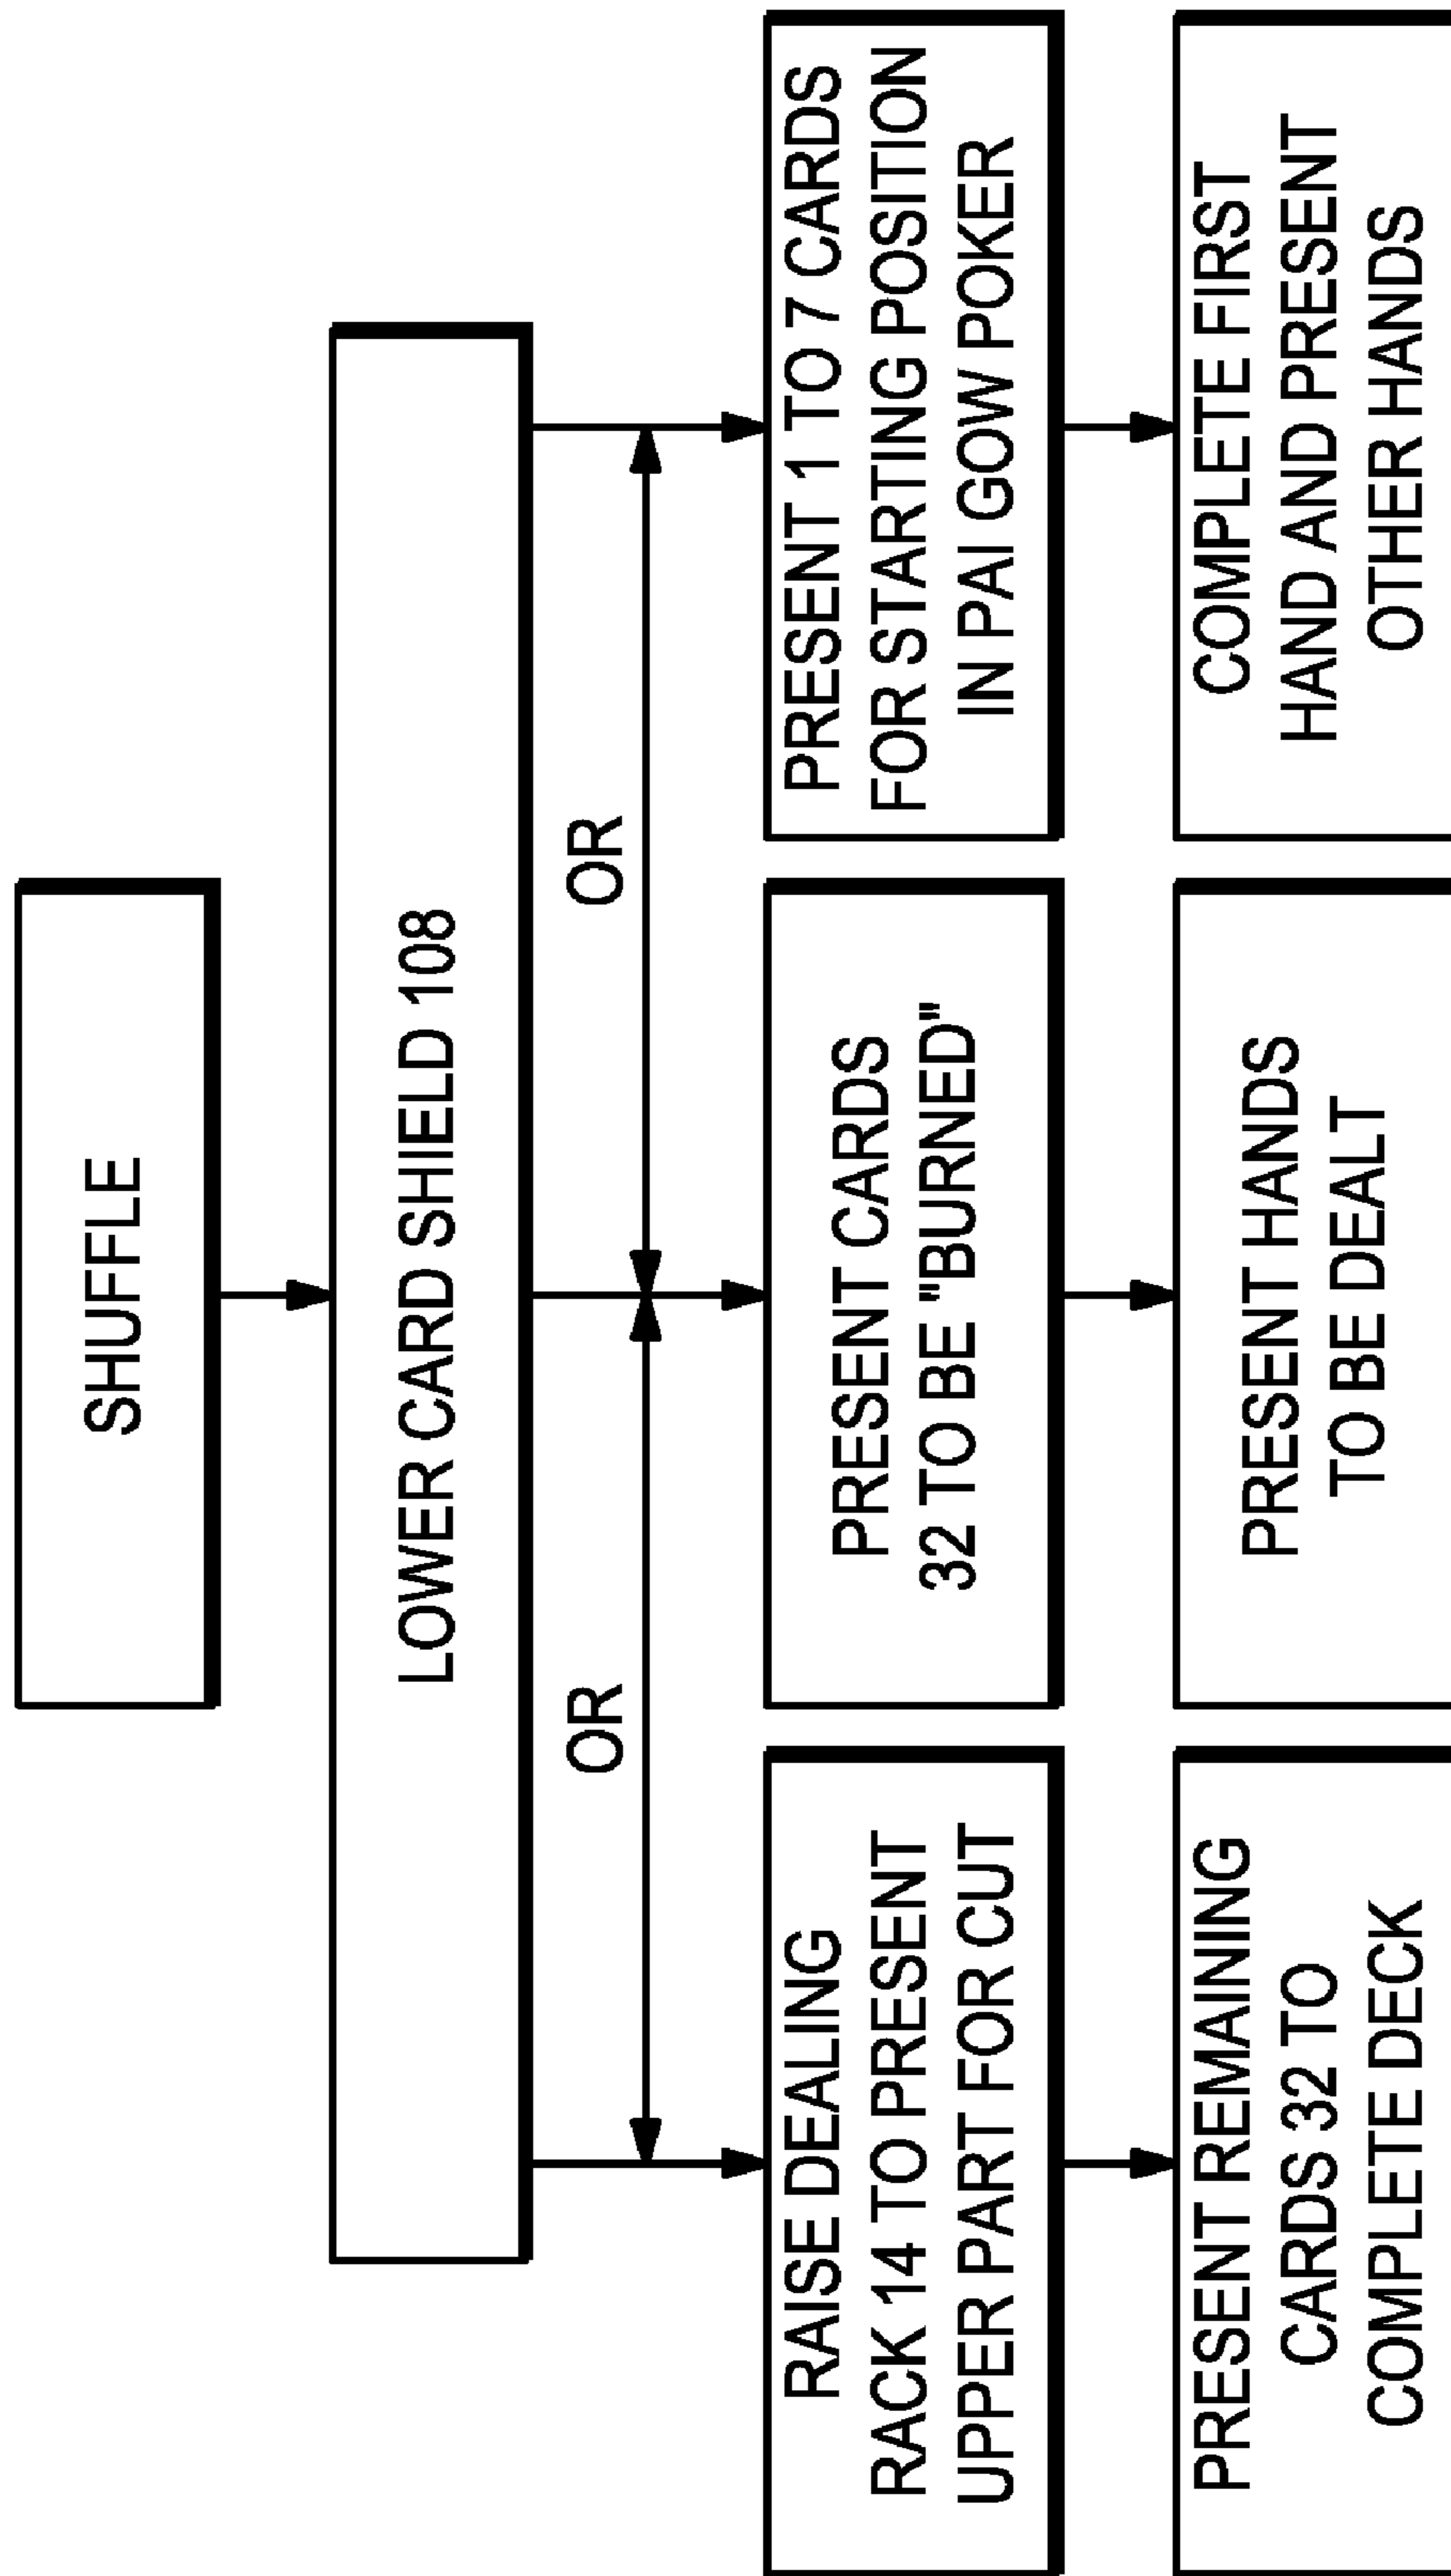 SHUFFLE
LOWER CARD SHIELD 108
OR
OR
RAISE DEALING
RACK 14 TO PRESENT
UPPER PART FOR CUT
PRESENT CARDS
32 TO BE "BURNED"
PRESENT 1 TO 7 CARDS
FOR STARTING POSITION
IN PAI GOW POKER
PRESENT REMAINING
CARDS 32 TO
COMPLETE DECK
PRESENT HANDS
TO BE DEALT
COMPLETE FIRST
HAND AND PRESENT
OTHER HANDS